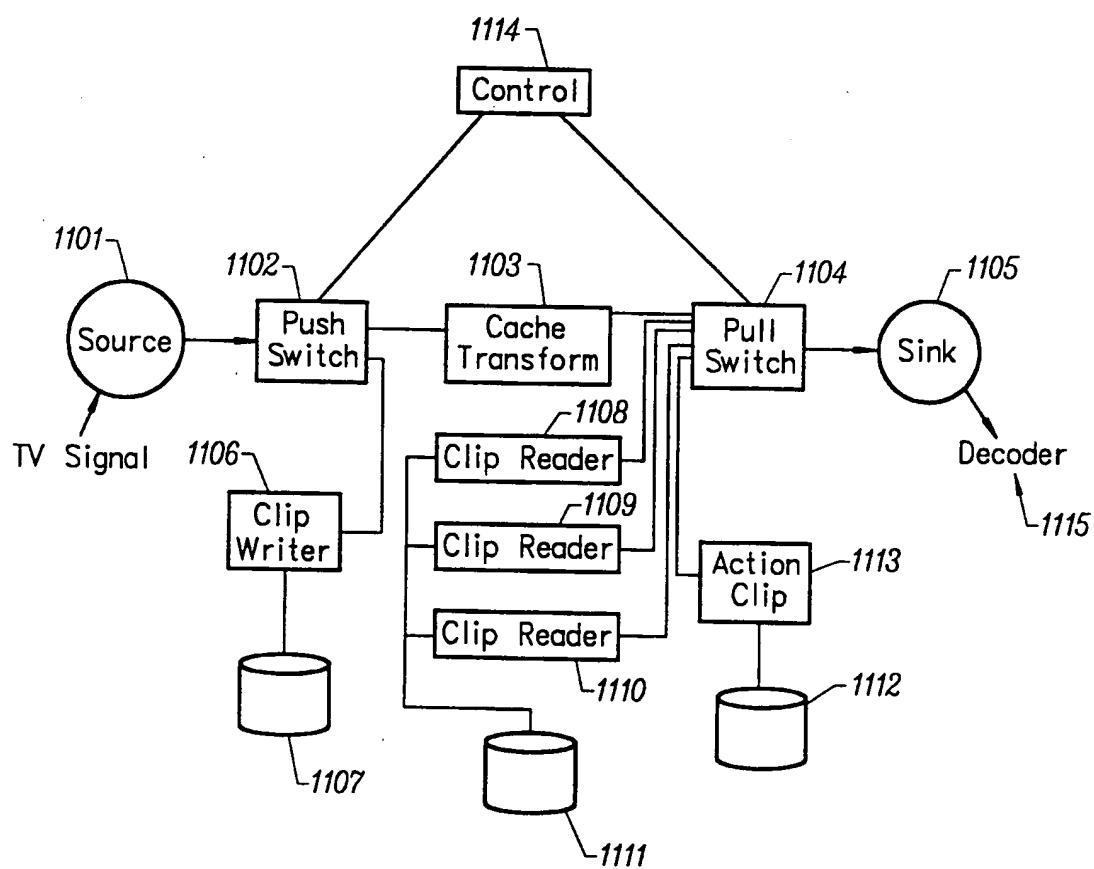 1114
Control
1101
1102
1103
1104
1105
Source
Push
Switch
Cache
Transform
Pull
Switch
Sink
TV Signal
1106
1108
Clip Reader
Decoder
1109
1115
Clip
Writer
Clip Reader
Action
Clip
1113
Clip Reader
1110
1112
1107
1111